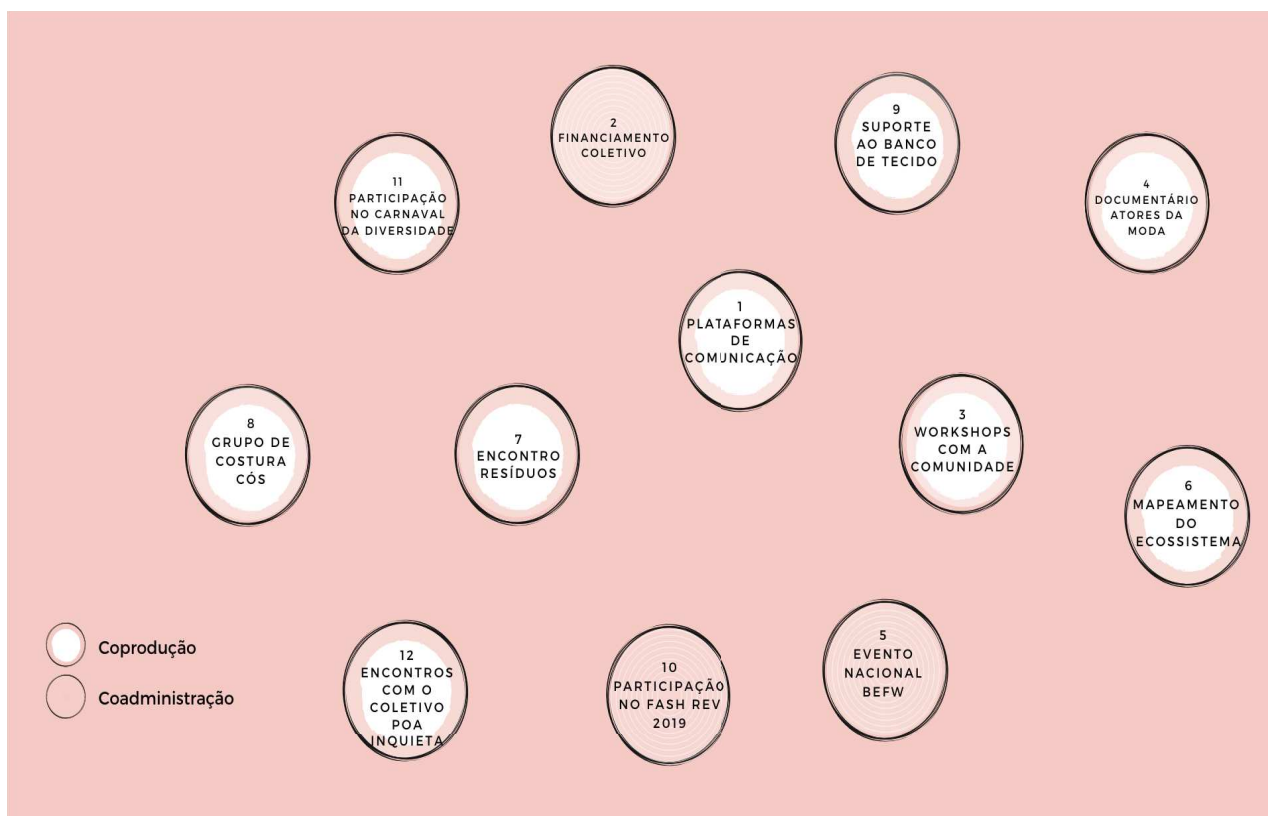 2
FINANCIAMENTO
COLETIVO
9
SUPORTE
AO BANCO
DE TECIDO
11
PARTICIPAÇÃO
NO CARNAVAL
DA DIVERSIDADE
4
DOCUMENTÁRIO
ATORES DA
MODA
1
PLATAFORMAS
DE
COMUNICAÇÃO
8
GRUPO DE
COSTURA
CÓS
7
ENCONTRO
RESÍDUOS
3
WORKSHOPS
COM A
COMUNIDADE
6
MAPEAMENTO
DO
ECOSSISTEMA
Coprodução
Coadministração
12
ENCONTROS
COM O
COLETIVO
POA
INQUIETA
10
PARTICIPAÇÃO
NO FASH REV
2019
5
EVENTO
NACIONAL
BEFW